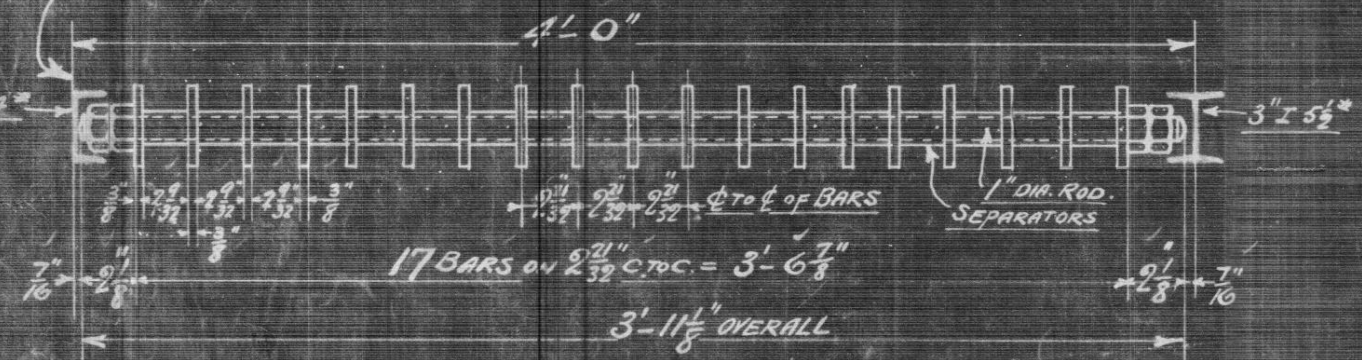 4'-0"
3" I 5½#
3/8 2 9/32 2 9/32 2 9/32" 3/8"
3/8"
2 21/32 2 21/32 2 21/32" ℄ TO ℄ OF BARS
1" DIA. ROD.
SEPARATORS
17 BARS ON 2 21/32" C.TO C. = 3'-6 7/8"
7/16" 2 1/8" 2 1/8" 7/16"
3'-11 1/8" OVERALL